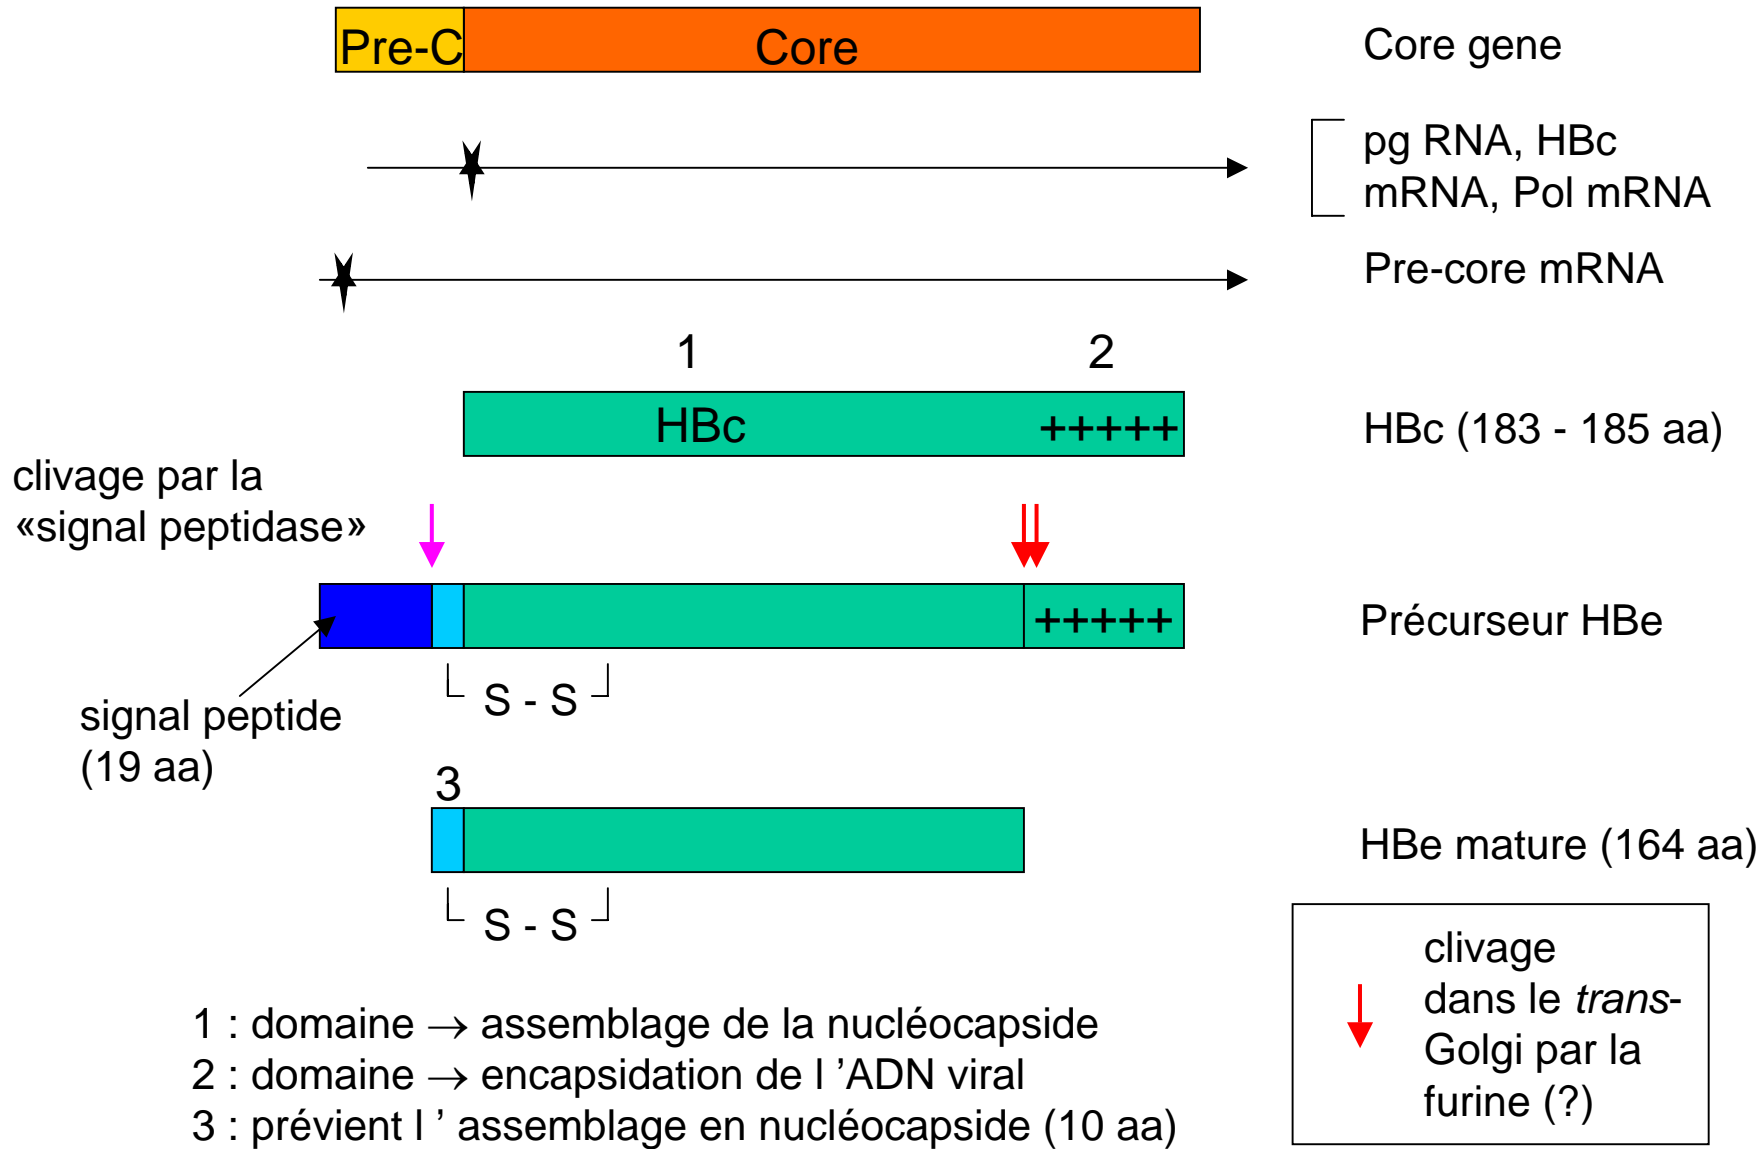 Pre-C
Core
Core gene
pg RNA, HBc
mRNA, Pol mRNA
Pre-core mRNA
1
2
HBc
+++++
HBc (183 - 185 aa)
clivage par la
«signal peptidase»
+++++
Précurseur HBe
S - S
signal peptide
(19 aa)
3
HBe mature (164 aa)
S - S
clivage
dans le trans-
Golgi par la
furine (?)
1 : domaine → assemblage de la nucléocapside
2 : domaine → encapsidation de l ’ADN viral
3 : prévient l ’ assemblage en nucléocapside (10 aa)